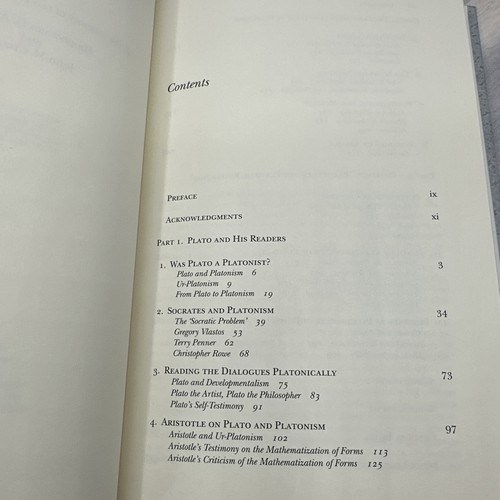 Contents
PREFACE ix
ACKNOWLEDGMENTS xi
PART 1. PLATO AND HIS READERS
1. WAS PLATO A PLATONIST? 3
Plato and Platonism 6
Ur-Platonism 9
From Plato to Platonism 19
2. SOCRATES AND PLATONISM 34
The 'Socratic Problem' 39
Gregory Vlastos 53
Terry Penner 62
Christopher Rowe 68
3. READING THE DIALOGUES PLATONICALLY 73
Plato and Developmentalism 75
Plato the Artist, Plato the Philosopher 83
Plato's Self-Testimony 91
4. ARISTOTLE ON PLATO AND PLATONISM 97
Aristotle and Ur-Platonism 102
Aristotle's Testimony on the Mathematization of Forms 113
Aristotle's Criticism of the Mathematization of Forms 125